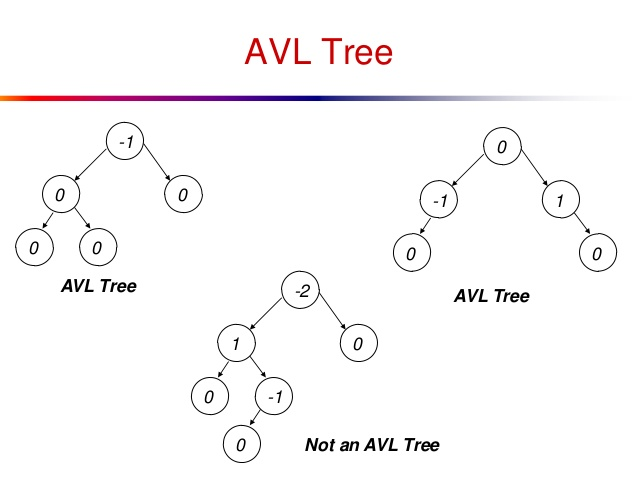 AVL Tree
-1
0 0
0 0
AVL Tree
0
-1 1
0 0
AVL Tree
-2
1 0
0 -1
0
Not an AVL Tree